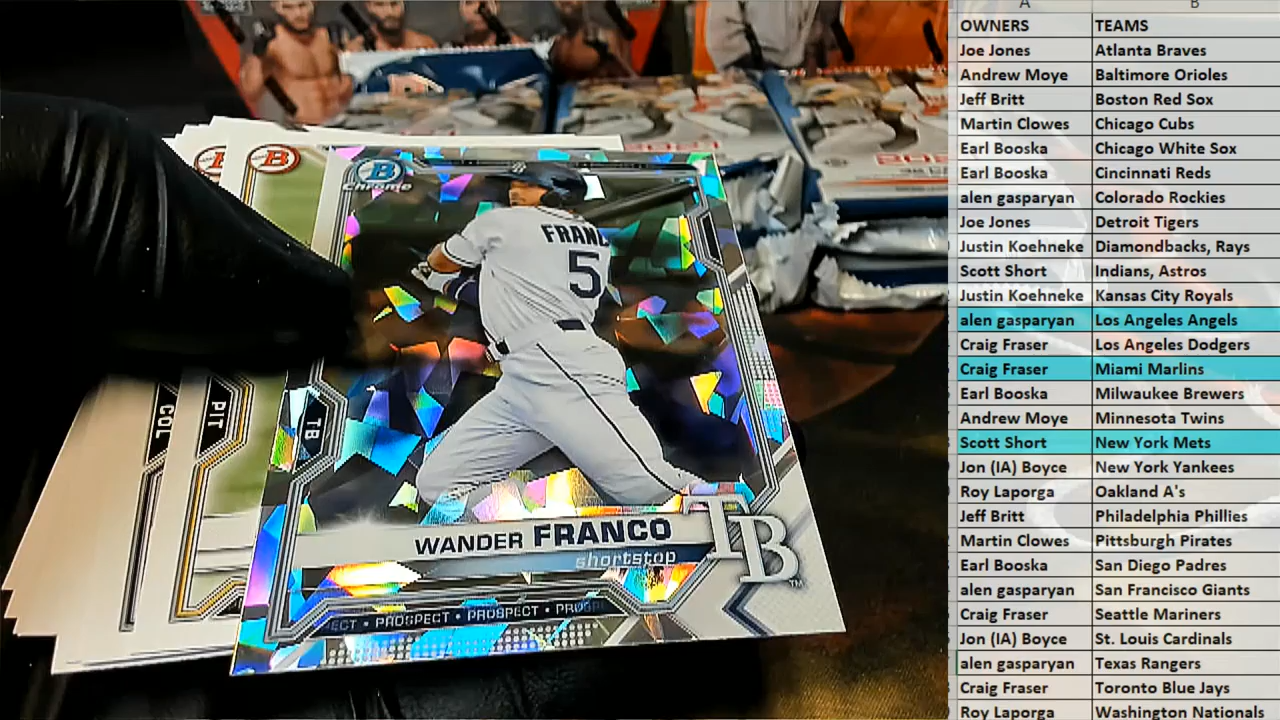 B
Chrome
FRANC
5
COL
PIT
TB
WANDER FRANCO
shortstop
TB
PROSPECT • PROSPECT •
2021
A B
OWNERS TEAMS
Joe Jones Atlanta Braves
Andrew Moye Baltimore Orioles
Jeff Britt Boston Red Sox
Martin Clowes Chicago Cubs
Earl Booska Chicago White Sox
Earl Booska Cincinnati Reds
alen gasparyan Colorado Rockies
Joe Jones Detroit Tigers
Justin Koehneke Diamondbacks, Rays
Scott Short Indians, Astros
Justin Koehneke Kansas City Royals
alen gasparyan Los Angeles Angels
Craig Fraser Los Angeles Dodgers
Craig Fraser Miami Marlins
Earl Booska Milwaukee Brewers
Andrew Moye Minnesota Twins
Scott Short New York Mets
Jon (IA) Boyce New York Yankees
Roy Laporga Oakland A's
Jeff Britt Philadelphia Phillies
Martin Clowes Pittsburgh Pirates
Earl Booska San Diego Padres
alen gasparyan San Francisco Giants
Craig Fraser Seattle Mariners
Jon (IA) Boyce St. Louis Cardinals
alen gasparyan Texas Rangers
Craig Fraser Toronto Blue Jays
Roy Laporga Washington Nationals